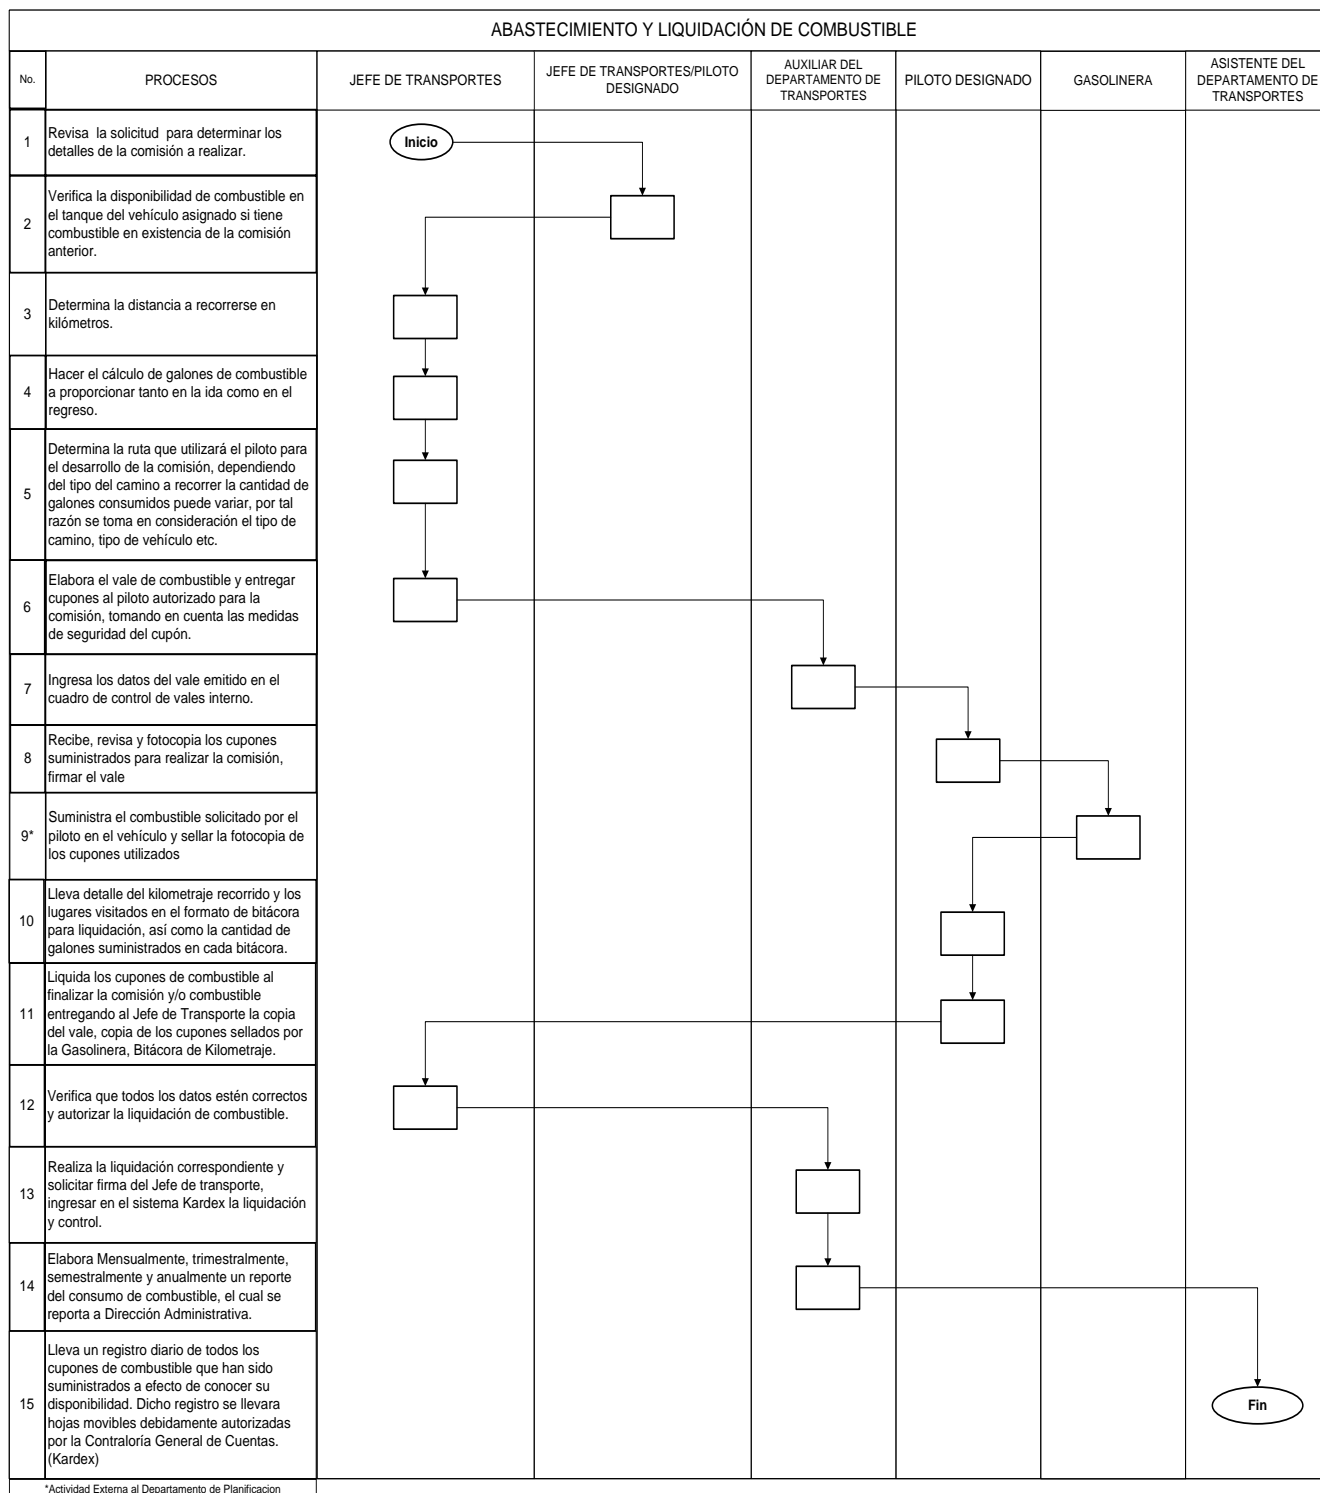 ABASTECIMIENTO Y LIQUIDACIÓN DE COMBUSTIBLE
No.
PROCESOS
JEFE DE TRANSPORTES
JEFE DE TRANSPORTES/PILOTO
DESIGNADO
AUXILIAR DEL
DEPARTAMENTO DE
TRANSPORTES
PILOTO DESIGNADO
GASOLINERA
ASISTENTE DEL
DEPARTAMENTO DE
TRANSPORTES
1
Revisa la solicitud para determinar los
detalles de la comisión a realizar.
Inicio
2
Verifica la disponibilidad de combustible en
el tanque del vehículo asignado si tiene
combustible en existencia de la comisión
anterior.
3
Determina la distancia a recorrerse en
kilómetros.
4
Hacer el cálculo de galones de combustible
a proporcionar tanto en la ida como en el
regreso.
5
Determina la ruta que utilizará el piloto para
el desarrollo de la comisión, dependiendo
del tipo del camino a recorrer la cantidad de
galones consumidos puede variar, por tal
razón se toma en consideración el tipo de
camino, tipo de vehículo etc.
6
Elabora el vale de combustible y entregar
cupones al piloto autorizado para la
comisión, tomando en cuenta las medidas
de seguridad del cupón.
7
Ingresa los datos del vale emitido en el
cuadro de control de vales interno.
8
Recibe, revisa y fotocopia los cupones
suministrados para realizar la comisión,
firmar el vale
9*
Suministra el combustible solicitado por el
piloto en el vehículo y sellar la fotocopia de
los cupones utilizados
10
Lleva detalle del kilometraje recorrido y los
lugares visitados en el formato de bitácora
para liquidación, así como la cantidad de
galones suministrados en cada bitácora.
11
Liquida los cupones de combustible al
finalizar la comisión y/o combustible
entregando al Jefe de Transporte la copia
del vale, copia de los cupones sellados por
la Gasolinera, Bitácora de Kilometraje.
12
Verifica que todos los datos estén correctos
y autorizar la liquidación de combustible.
13
Realiza la liquidación correspondiente y
solicitar firma del Jefe de transporte,
ingresar en el sistema Kardex la liquidación
y control.
14
Elabora Mensualmente, trimestralmente,
semestralmente y anualmente un reporte
del consumo de combustible, el cual se
reporta a Dirección Administrativa.
15
Lleva un registro diario de todos los
cupones de combustible que han sido
suministrados a efecto de conocer su
disponibilidad. Dicho registro se llevara
hojas movibles debidamente autorizadas
por la Contraloría General de Cuentas.
(Kardex)
Fin
*Actividad Externa al Departamento de Planificacion